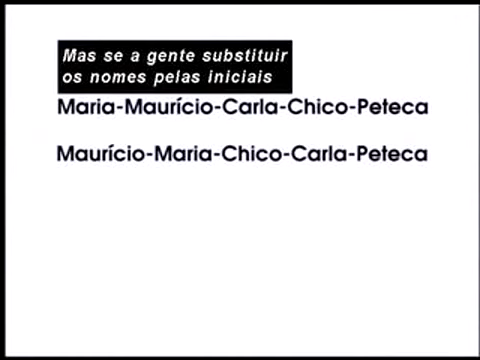 Mas se a gente substituir
os nomes pelas iniciais
Maria-Maurício-Carla-Chico-Peteca
Maurício-Maria-Chico-Carla-Peteca